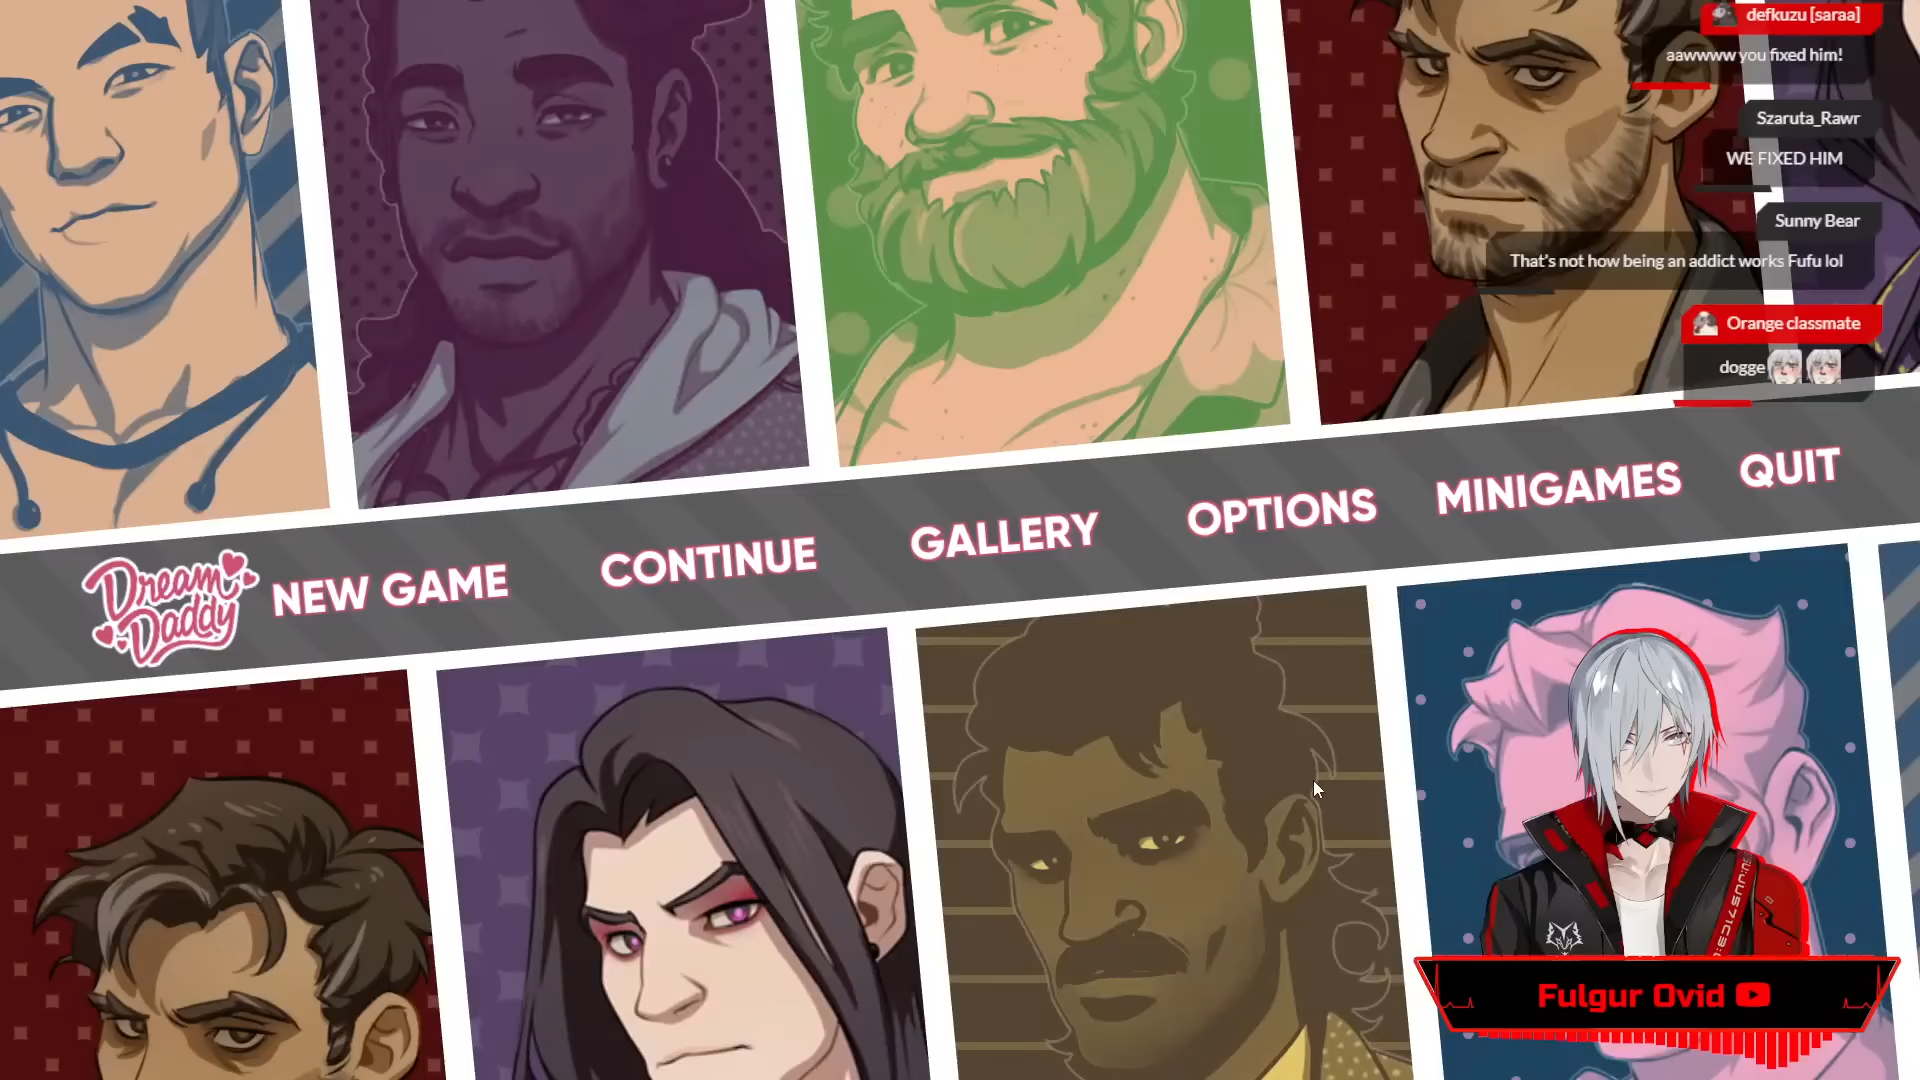 defkuzu [saraa]
aawwww you fixed him!
Szaruta_Rawr
WE FIXED HIM
Sunny Bear
That's not how being an addict works Fufu lol
Orange classmate
dogge
Dream
Daddy
NEW GAME
CONTINUE
GALLERY
OPTIONS
MINIGAMES
QUIT
Fulgur Ovid